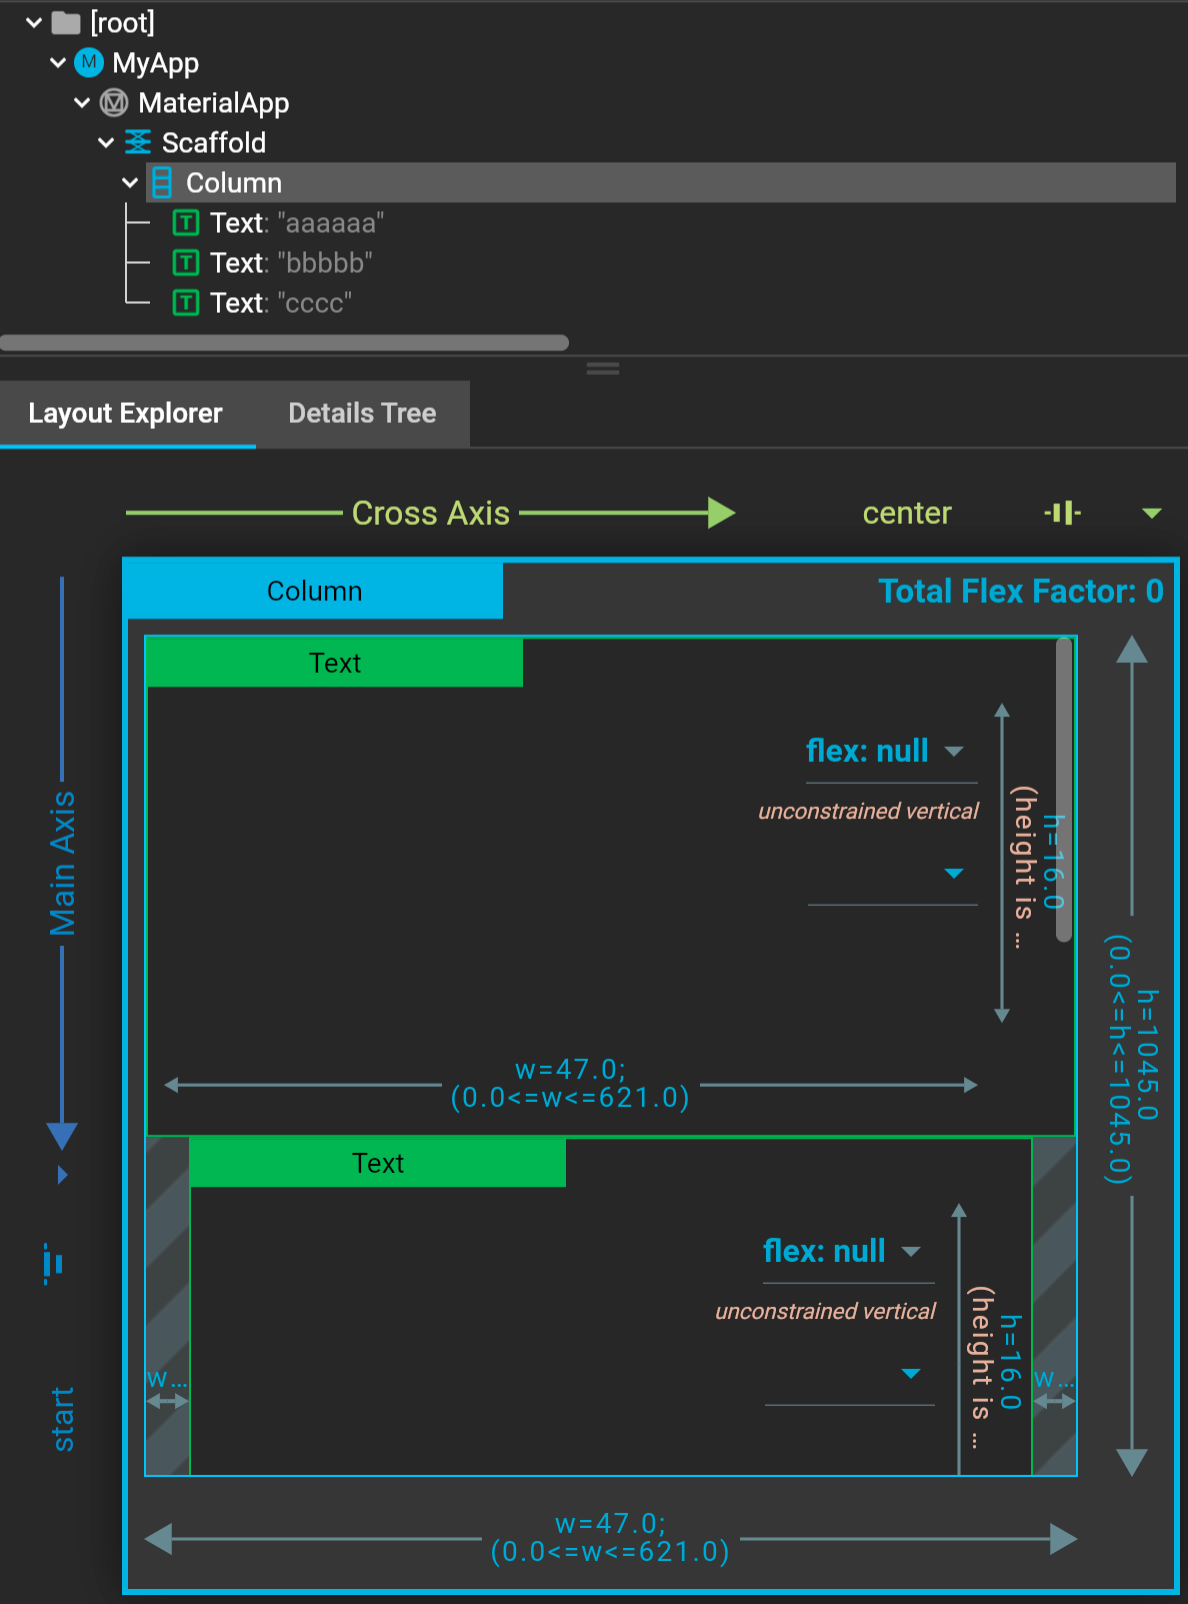 [root]
M MyApp
MaterialApp
Scaffold
Column
T Text: "aaaaaa"
T Text: "bbbbb"
T Text: "cccc"
Layout Explorer
Details Tree
Cross Axis
center
Main Axis
start
Column
Total Flex Factor: 0
Text
flex: null
unconstrained vertical
h=16.0
(height is ...
w=47.0;
(0.0<=w<=621.0)
Text
flex: null
unconstrained vertical
h=16.0
(height is ...
w...
w...
h=1045.0
(0.0<=h<=1045.0)
w=47.0;
(0.0<=w<=621.0)